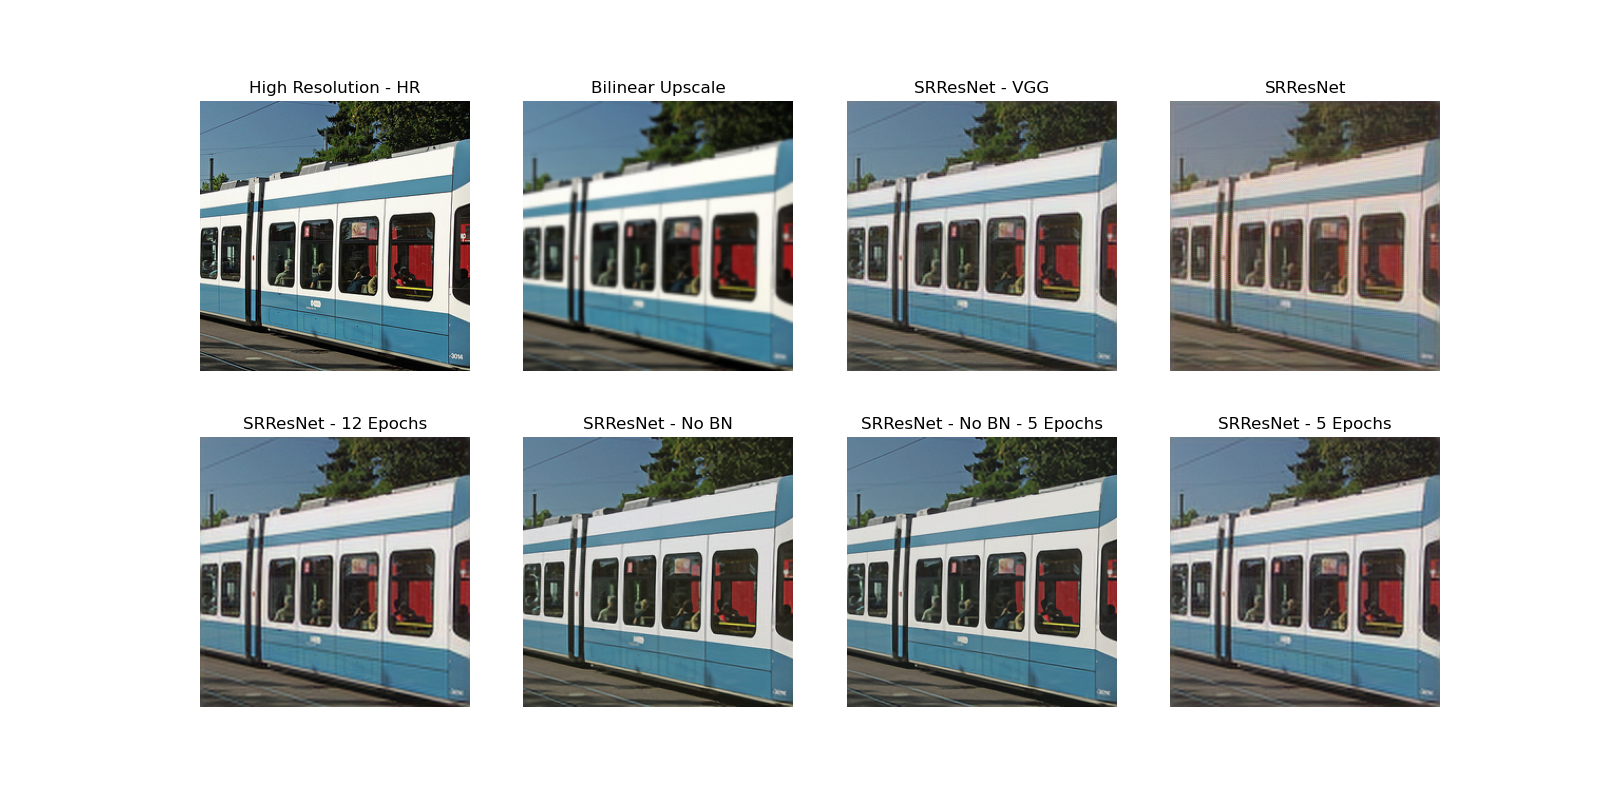 High Resolution - HR
Bilinear Upscale
SRResNet - VGG
SRResNet
3014
SRResNet - 12 Epochs
SRResNet - No BN
SRResNet - No BN - 5 Epochs
SRResNet - 5 Epochs